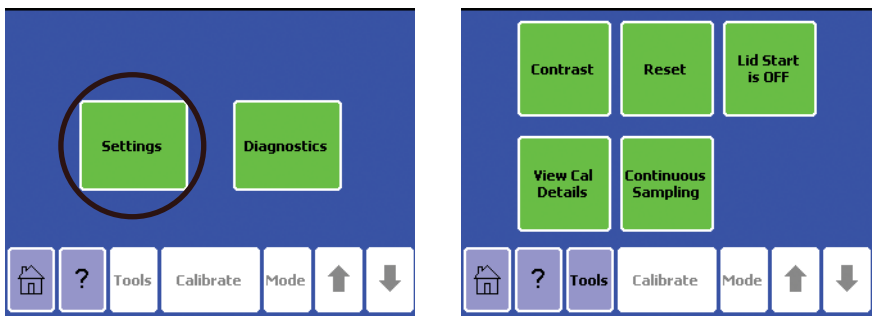 Settings
Diagnostics
? Tools Calibrate Mode
Contrast
Reset
Lid Start
is OFF
View Cal
Details
Continuous
Sampling
? Tools Calibrate Mode